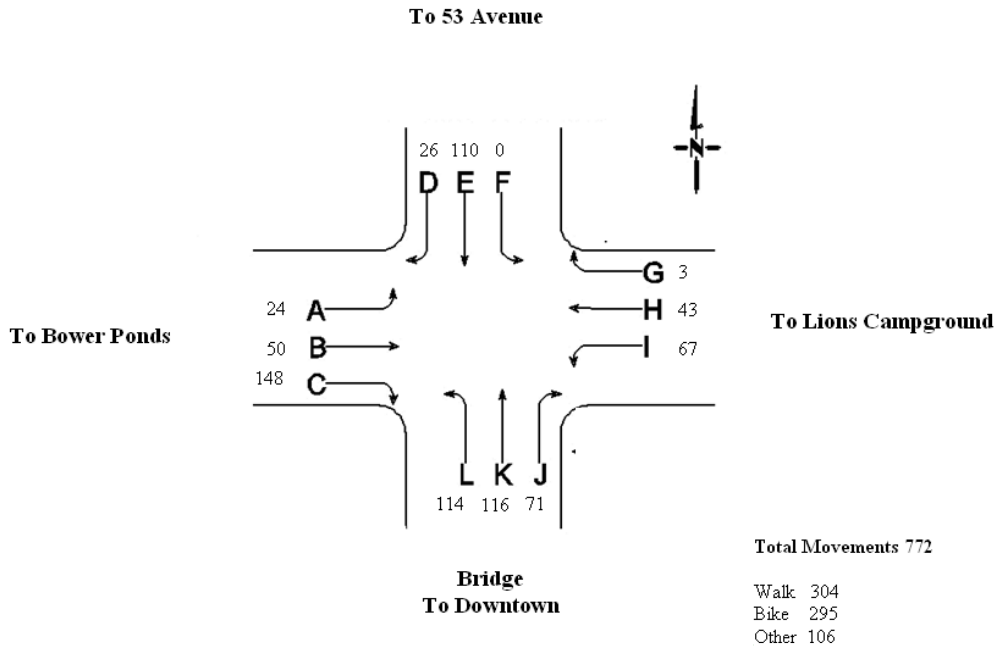 To 53 Avenue
26 110 0
D E F
N
G 3
24 A
H 43
To Bower Ponds
To Lions Campground
50 B
I 67
148 C
L K J
114 116 71
Total Movements 772
Bridge
To Downtown
Walk 304
Bike 295
Other 106